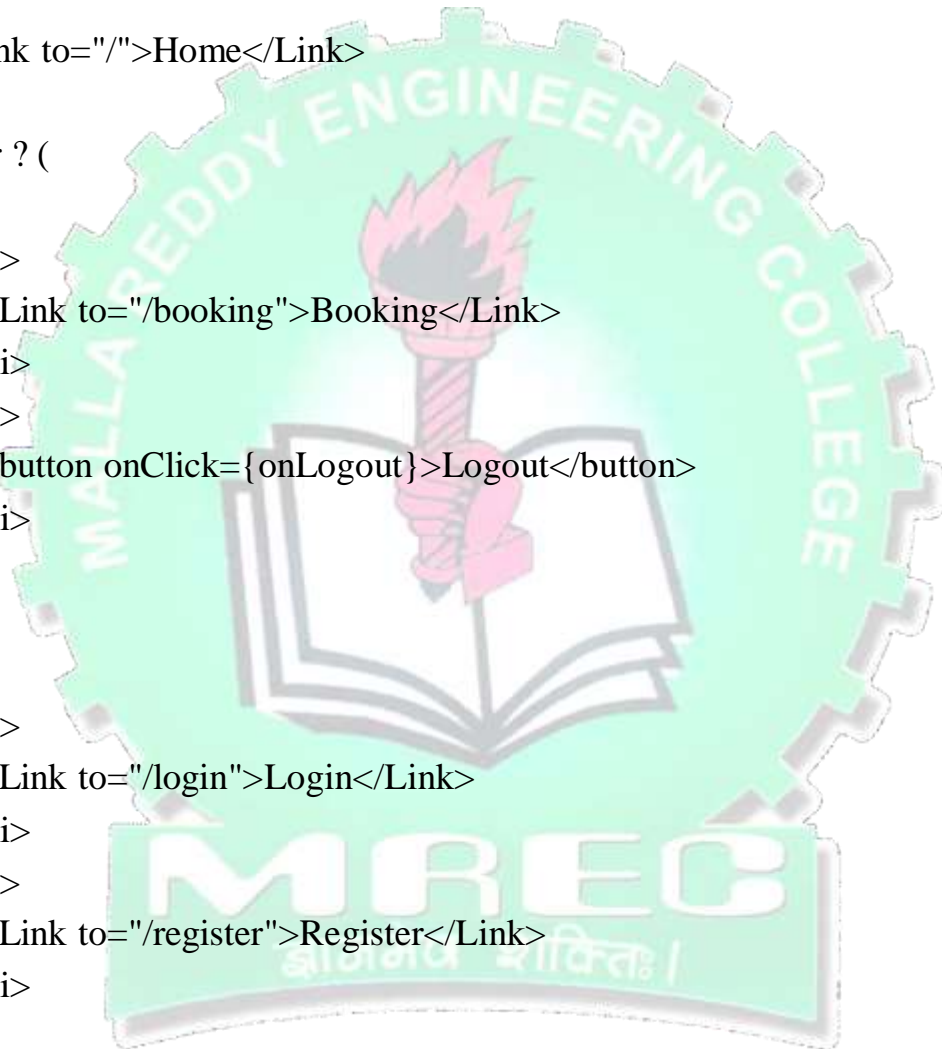 nk to="/">Home</Link>
? (
>
Link to="/booking">Booking</Link>
i>
>
button onClick={onLogout}>Logout</button>
i>
>
Link to="/login">Login</Link>
i>
>
Link to="/register">Register</Link>
i>
MALLAREDDY ENGINEERING COLLEGE
MREC